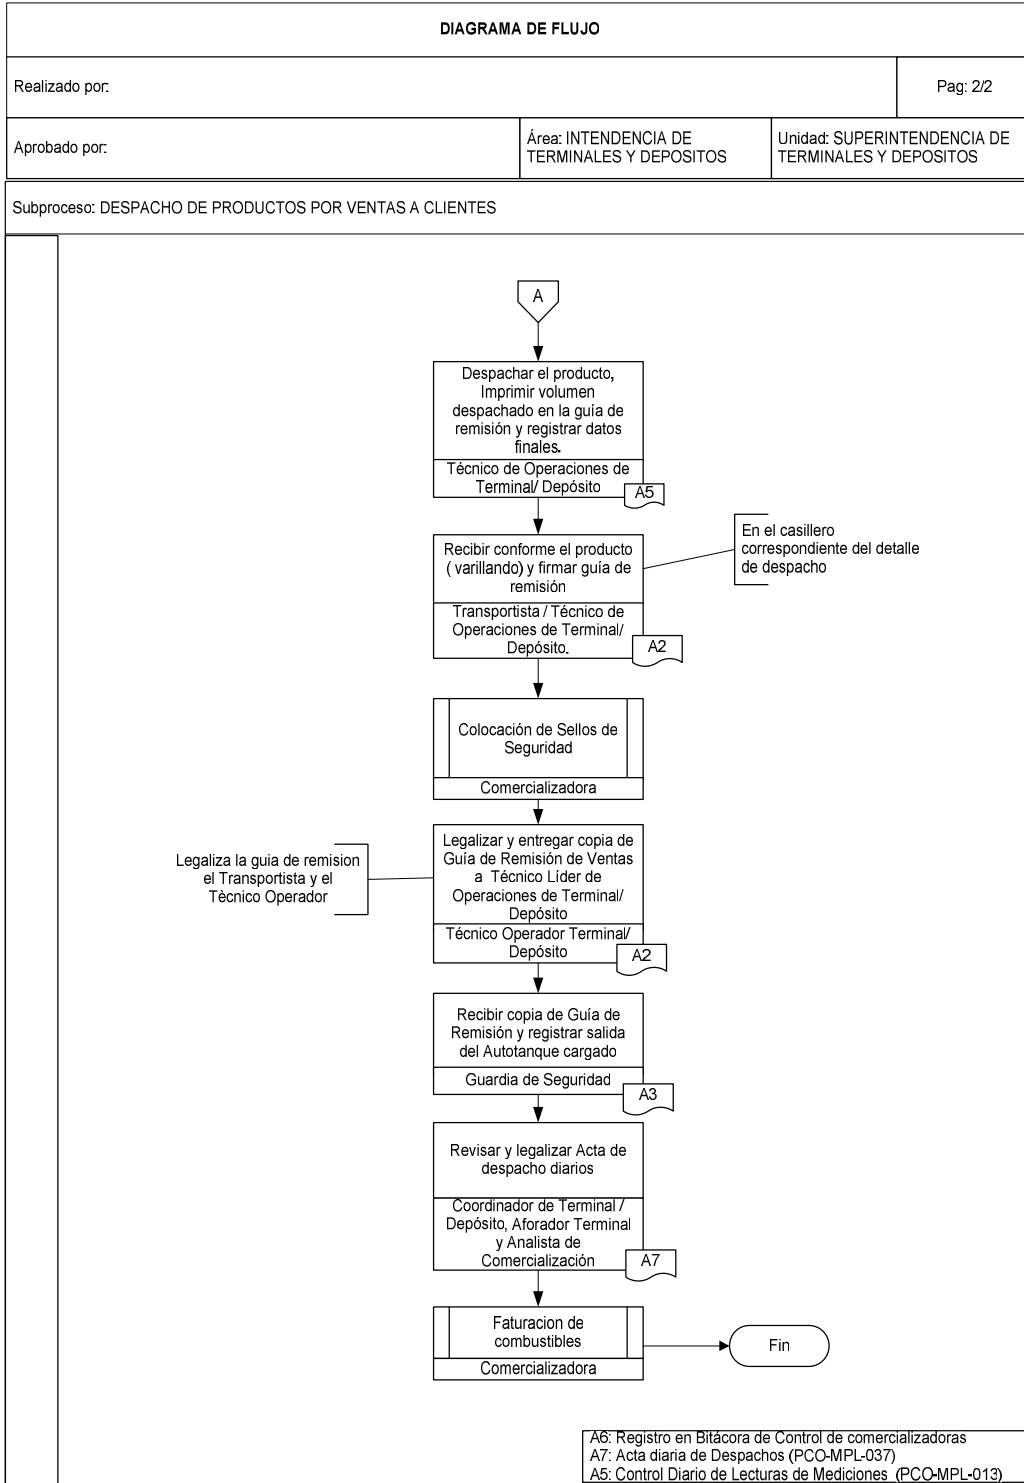 DIAGRAMA DE FLUJO
Realizado por:
Pag: 2/2
Aprobado por:
Área: INTENDENCIA DE
TERMINALES Y DEPOSITOS
Unidad: SUPERINTENDENCIA DE
TERMINALES Y DEPOSITOS
Subproceso: DESPACHO DE PRODUCTOS POR VENTAS A CLIENTES
A
Despachar el producto,
Imprimir volumen
despachado en la guía de
remisión y registrar datos
finales.
Técnico de Operaciones de
Terminal/ Depósito
A5
Recibir conforme el producto
( varillando) y firmar guía de
remisión
En el casillero
correspondiente del detalle
de despacho
Transportista / Técnico de
Operaciones de Terminal/
Depósito.
A2
Colocación de Sellos de
Seguridad
Comercializadora
Legalizar y entregar copia de
Guía de Remisión de Ventas
a Técnico Líder de
Operaciones de Terminal/
Depósito
Legaliza la guia de remision
el Transportista y el
Tècnico Operador
Técnico Operador Terminal/
Depósito
A2
Recibir copia de Guía de
Remisión y registrar salida
del Autotanque cargado
Guardia de Seguridad
A3
Revisar y legalizar Acta de
despacho diarios
Coordinador de Terminal /
Depósito, Aforador Terminal
y Analista de
Comercialización
A7
Faturacion de
combustibles
Comercializadora
Fin
A6: Registro en Bitácora de Control de comercializadoras
A7: Acta diaria de Despachos (PCO-MPL-037)
A5: Control Diario de Lecturas de Mediciones (PCO-MPL-013)